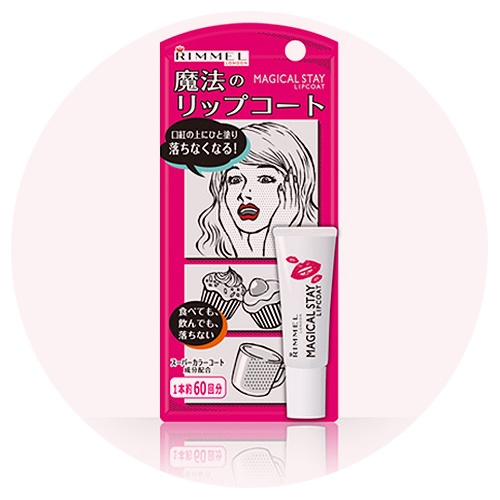 RIMMEL
LONDON
魔法の
リップコート
MAGICAL STAY
LIPCOAT
口紅の上にひと塗り
落ちなくなる!
食べても、
飲んでも、
落ちない
スーパーカラーコート
成分配合
1本約60回分
RIMMEL
LONDON
MAGICAL STAY
LIPCOAT